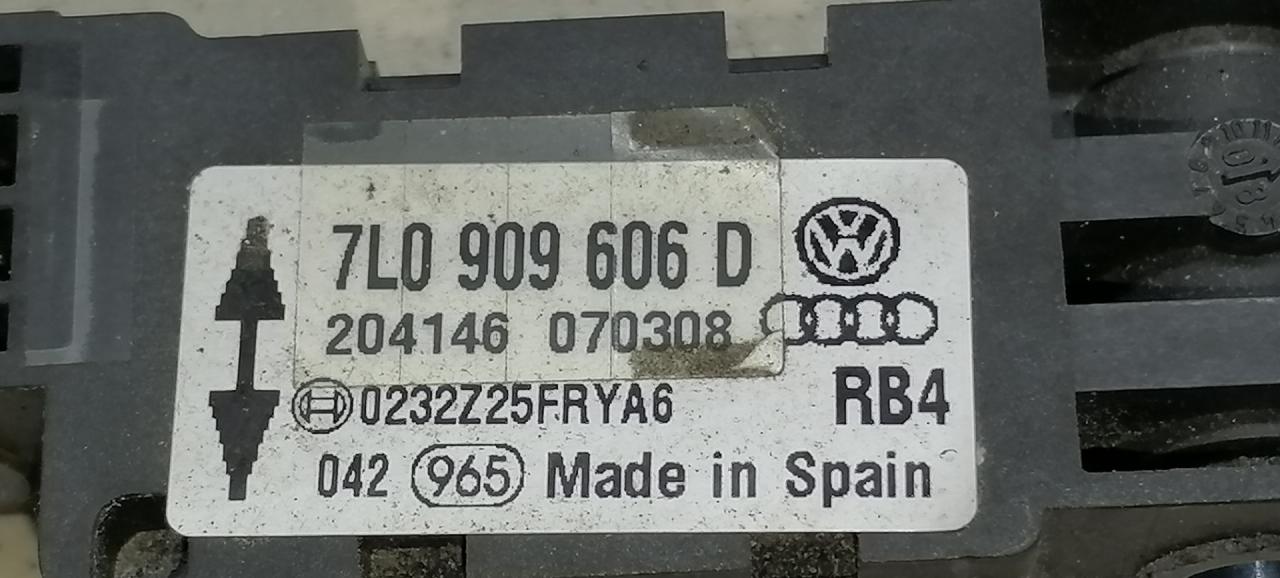 7L0 909 606 D
204146 070308
0232Z25FRYA6
RB4
042 965 Made in Spain